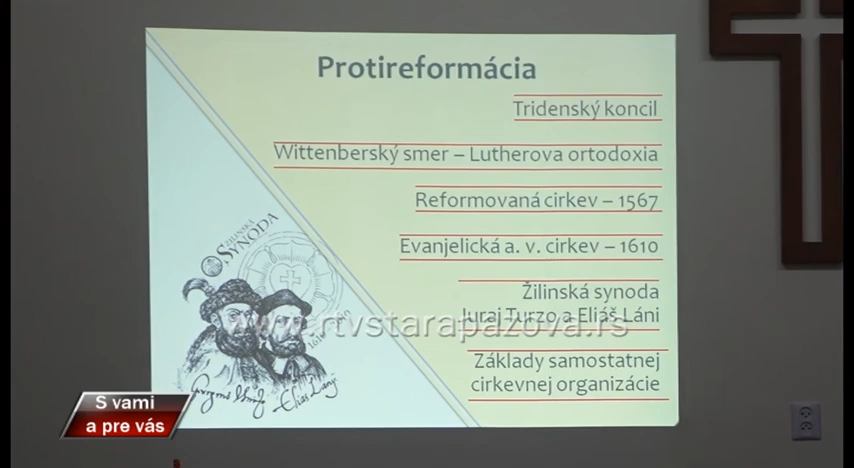 Protireformácia
Tridenský koncil
Wittenberský smer – Lutherova ortodoxia
Reformovaná cirkev – 1567
Evanjelická a. v. cirkev – 1610
Žilinská synoda
Juraj Turzo a Eliáš Láni
Základy samostatnej
cirkevnej organizácie
ŽILINSKÁ
SYNODA
www.rtvstarapazova.rs
S vami
a pre vás